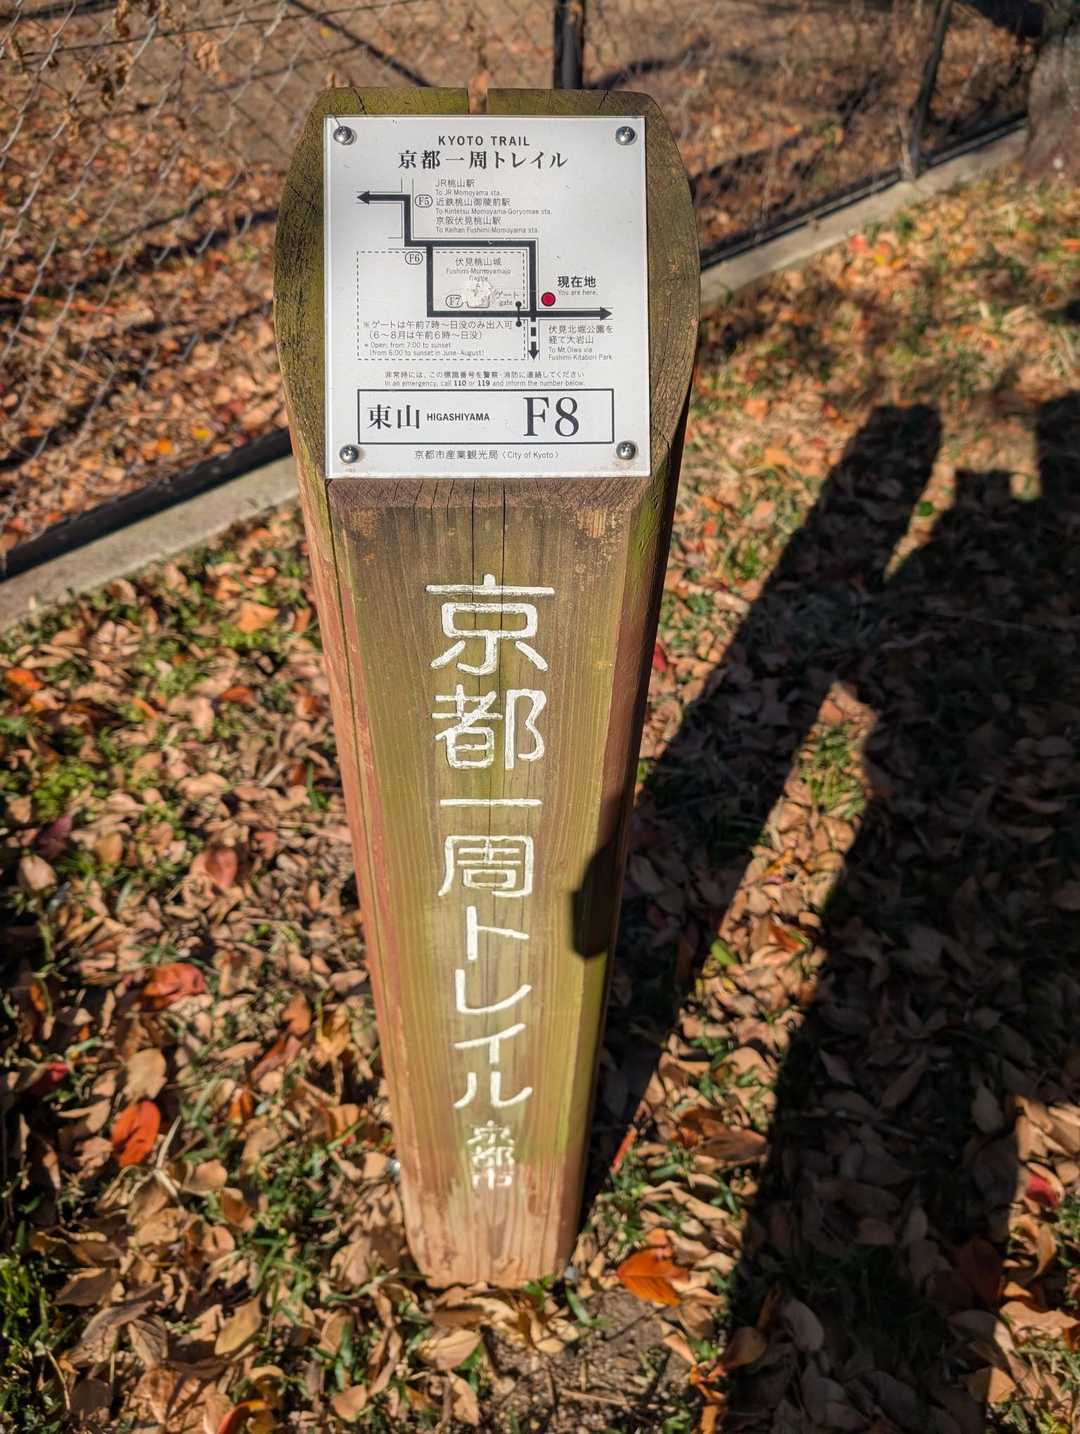 KYOTO TRAIL
京都一周トレイル
JR桃山駅
To JR Momoyama sta.
近鉄桃山御陵前駅
To Kintetsu Momoyama-Goryomae sta.
京阪伏見桃山駅
To Keihan Fushimi-Momoyama sta.
F5
F6
伏見桃山城
Fushimi-Momoyamajo
Castle
F7
ゲート
gate
現在地
You are here.
※ゲートは午前7時〜日没のみ出入可
（6〜8月は午前6時〜日没）
* Open: from 7:00 to sunset
(from 6:00 to sunset in June-August)
伏見北堀公園を
経て大岩山
To Mt.Oiwa via
Fushimi-Kitabori Park
非常時には、この標識番号を警察・消防に連絡してください
In an emergency, call 110 or 119 and inform the number below.
東山 HIGASHIYAMA F8
京都市産業観光局（City of Kyoto）
京都一周トレイル
京都市